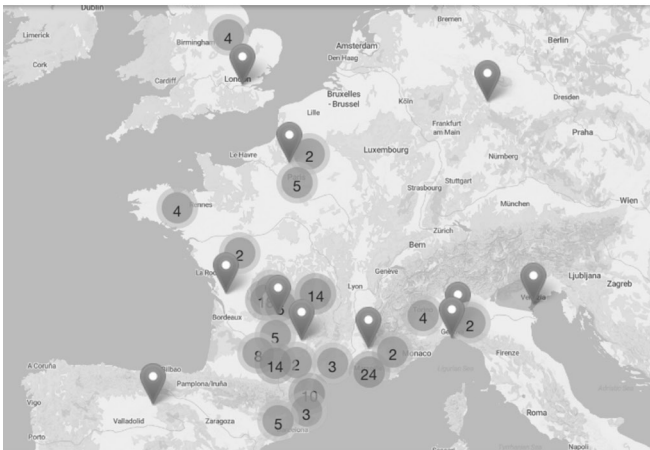 Dublin
Bremen
Limerick
4
Berlin
Birmingham
Amsterdam
Den Haag
Cork
Cardiff
London
Bruxelles
- Brussel
Köln
Dresden
Lille
Frankfurt
am Main
Praha
Le Havre
2
Luxembourg
Nürnberg
5
Strasbourg
Stuttgart
4
Rennes
München
Wien
Zürich
2
Bern
La Roc
Genève
Ljubljana
Zagreb
14
Lyon
Bordeaux
4
2
5
8
14
2
3
2
Monaco
24
Firenze
A Coruña
Bilbao
Pamplona/Iruña
10
Vigo
Valladolid
Zaragoza
3
5
Roma
Porto
Napoli